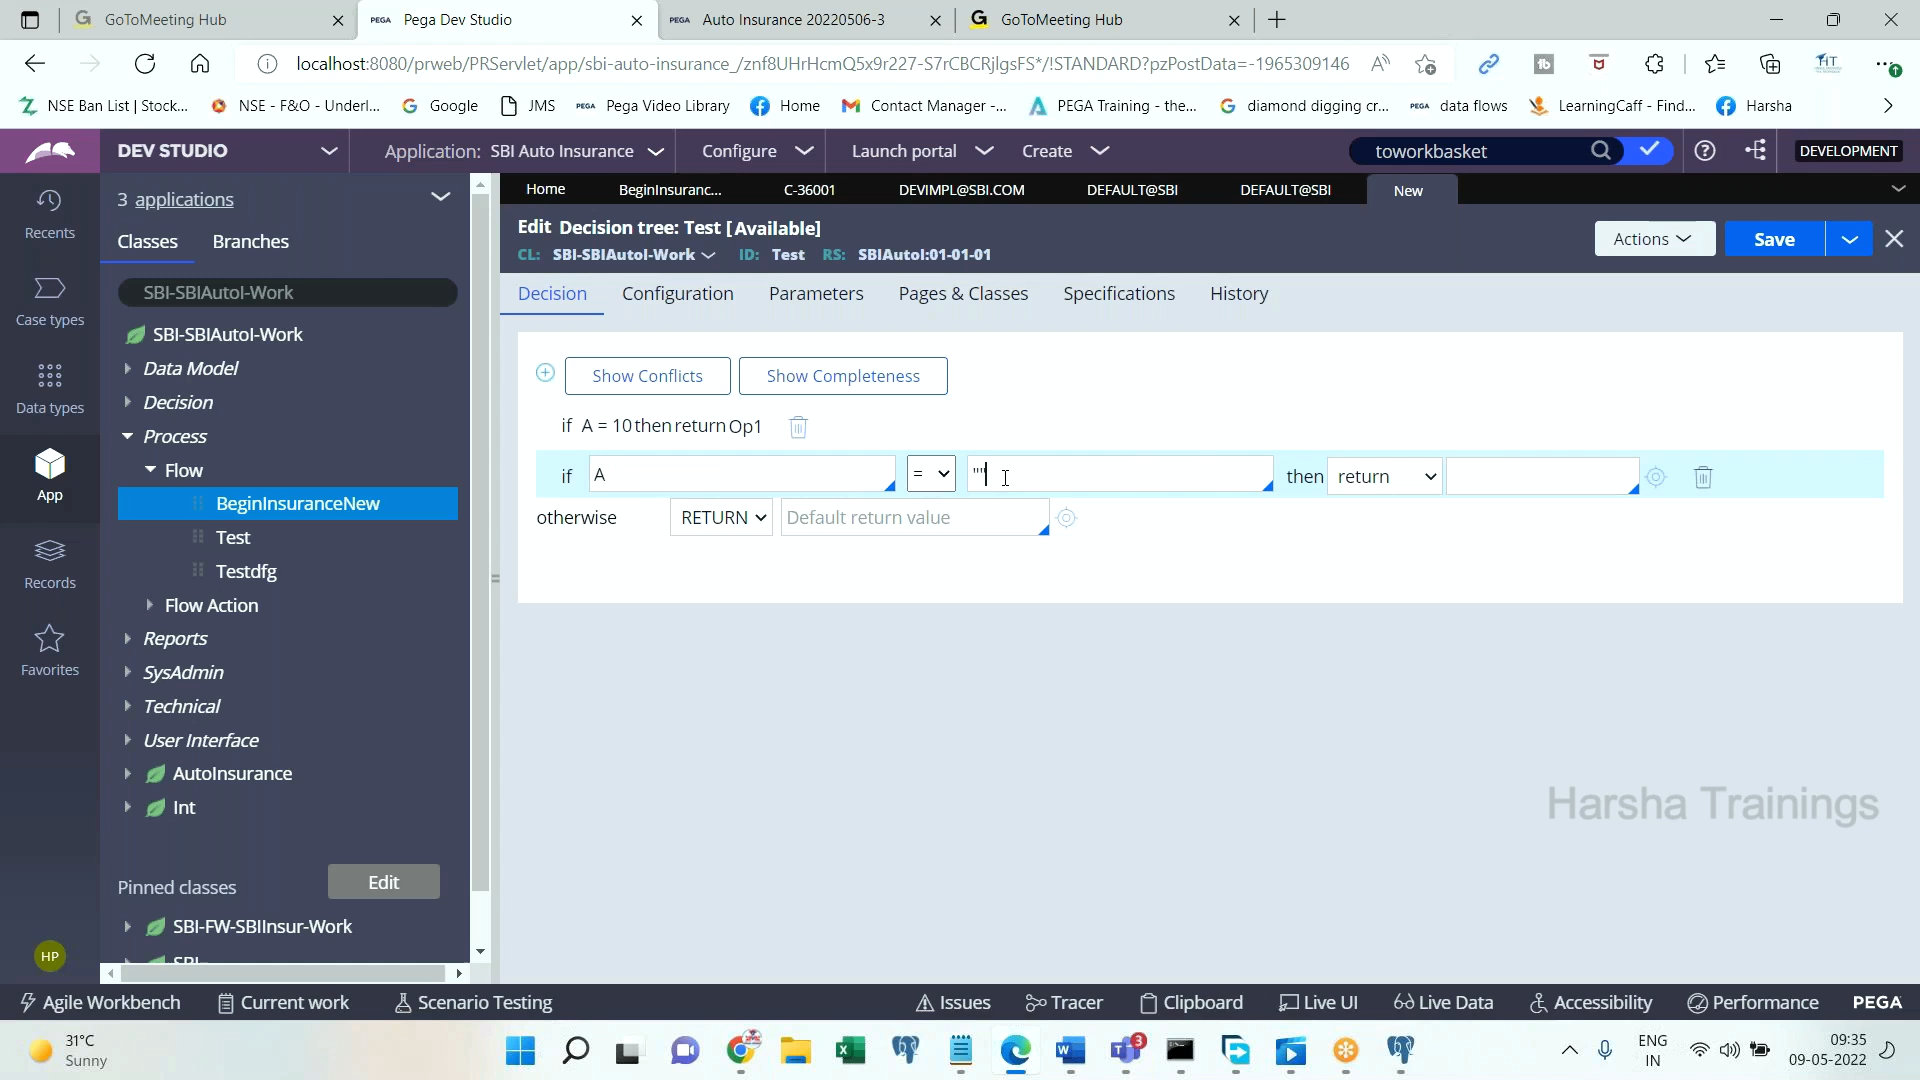 GoToMeeting Hub
PEGA Pega Dev Studio
PEGA Auto Insurance 20220506-3
G GoToMeeting Hub
localhost:8080/prweb/PRServlet/app/sbi-auto-insurance_/znf8UHrHcmQ5x9r227-S7rCBCRjlgsFS*/!STANDARD?pzPostData=-1965309146
NSE Ban List | Stock...
NSE - F&O - Underl...
Google
JMS
PEGA Pega Video Library
Home
Contact Manager -...
PEGA Training - the...
diamond digging cr...
PEGA data flows
LearningCaff - Find...
Harsha
DEV STUDIO
Application: SBI Auto Insurance
Configure
Launch portal
Create
toworkbasket
DEVELOPMENT
Recents
Case types
Data types
App
Records
Favorites
HP
3 applications
Classes
Branches
SBI-SBIAutoI-Work
SBI-SBIAutoI-Work
Data Model
Decision
Process
Flow
BeginInsuranceNew
Test
Testdfg
Flow Action
Reports
SysAdmin
Technical
User Interface
AutoInsurance
Int
Pinned classes
Edit
SBI-FW-SBIInsur-Work
SBI-
Home
BeginInsuranc...
C-36001
DEVIMPL@SBI.COM
DEFAULT@SBI
DEFAULT@SBI
New
Edit Decision tree: Test [Available]
CL: SBI-SBIAutoI-Work ID: Test RS: SBIAutoI:01-01-01
Actions
Save
Decision
Configuration
Parameters
Pages & Classes
Specifications
History
Show Conflicts
Show Completeness
if A = 10 then return Op1
if A = "" then return
otherwise RETURN Default return value
Harsha Trainings
Agile Workbench
Current work
Scenario Testing
Issues
Tracer
Clipboard
Live UI
Live Data
Accessibility
Performance
PEGA
31°C
Sunny
3
ENG
IN
09:35
09-05-2022